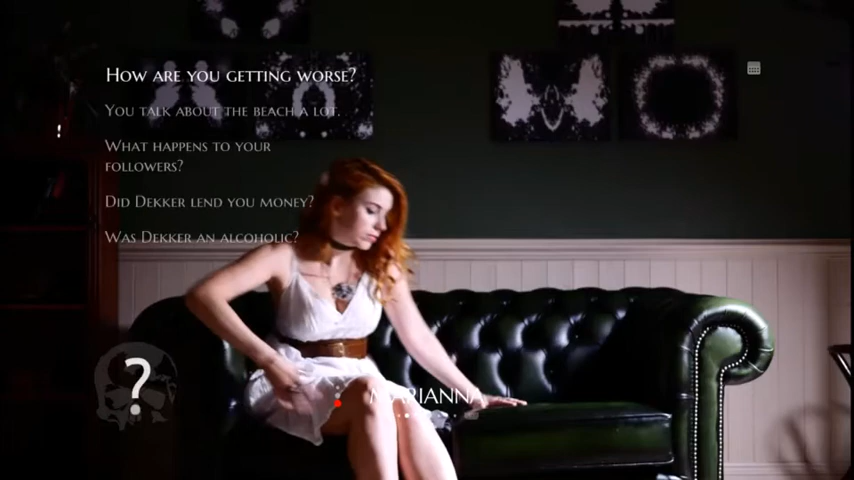 How are you getting worse?
You talk about the beach a lot.
What happens to your
followers?
Did Dekker lend you money?
Was Dekker an alcoholic?
?
Marianna